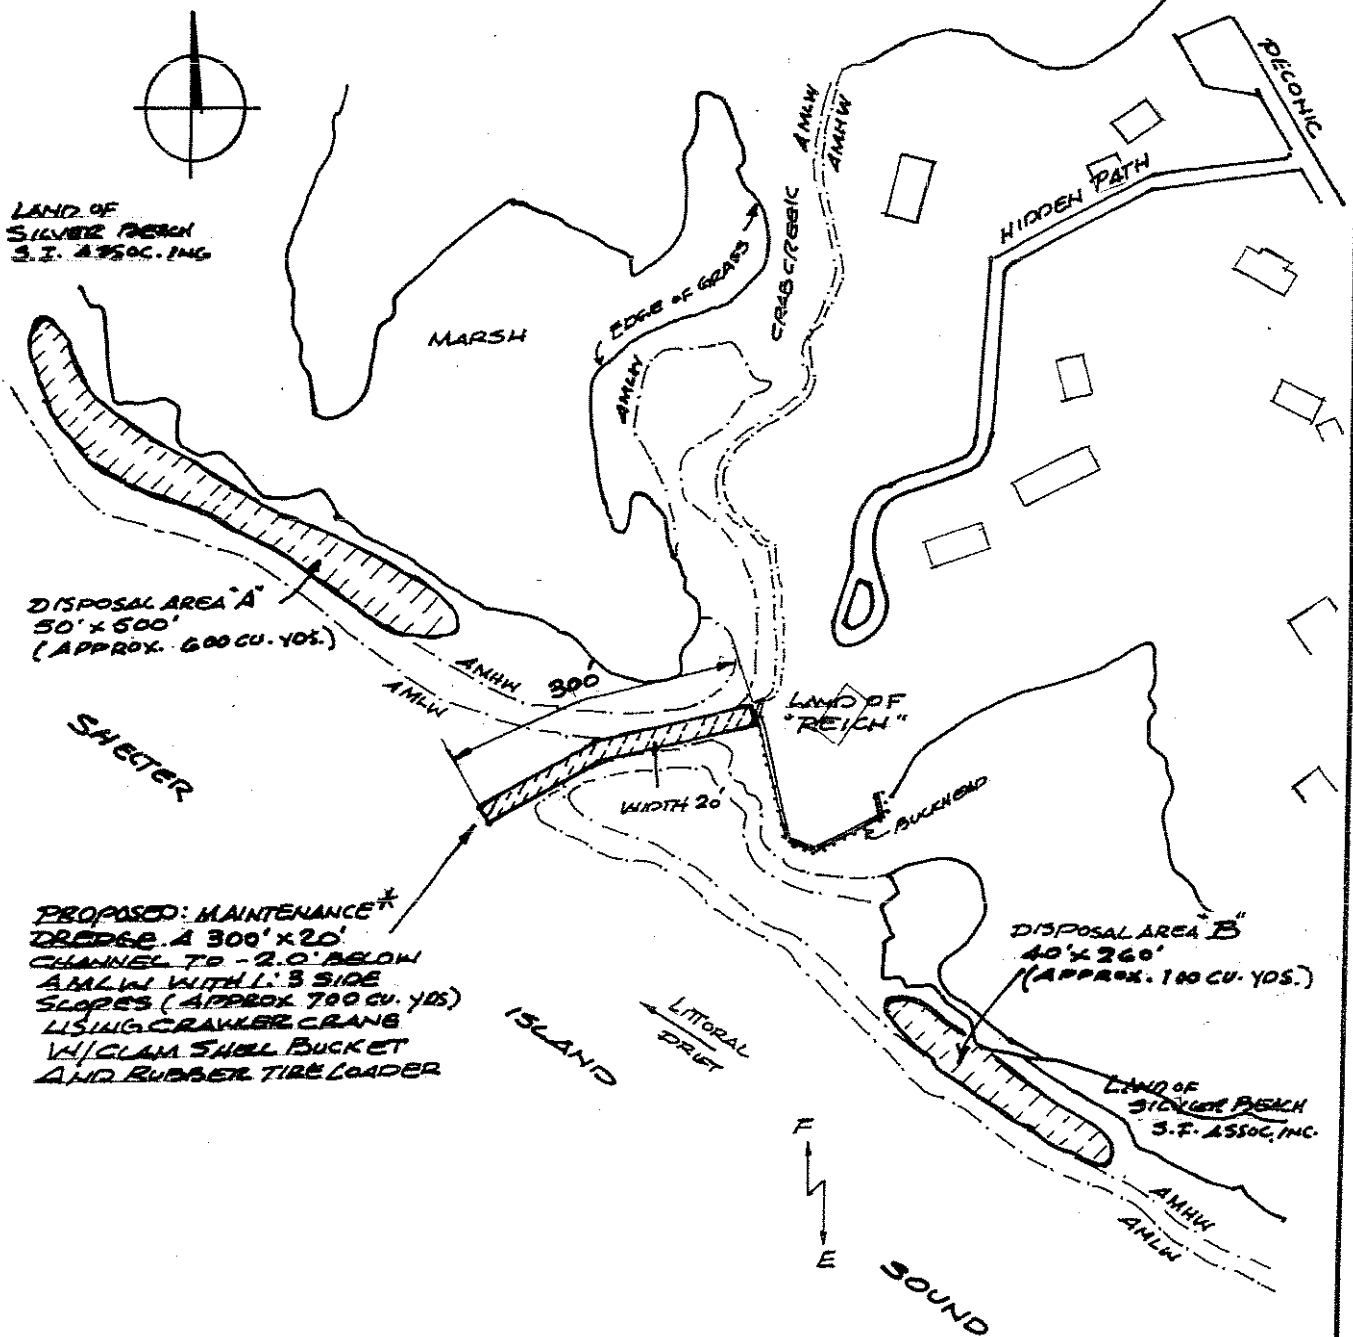 PECONIC
AMLW
AMHW
HIDDEN PATH
LAND OF
SILVER BEACH
S.I. ASSOC. INC.
CRAB CREEK
EDGE OF GRASS
MARSH
AMLW
DISPOSAL AREA "A"
50' x 500'
(APPROX. 600 CU. YDS.)
AMHW
AMLW
300'
LAND OF
"REICH"
SHELTER
WIDTH 20'
BULKHEAD
PROPOSED: MAINTENANCE*
DREDGE A 300' x 20'
CHANNEL TO -2.0' BELOW
AMLW WITH 1:3 SIDE
SLOPES (APPROX 700 CU. YDS)
USING CRAWLER CRANE
W/ CLAM SHELL BUCKET
AND RUBBER TIRE LOADER
DISPOSAL AREA "B"
40' x 260'
(APPROX. 100 CU. YDS.)
ISLAND
LITTORAL
DRIFT
LAND OF
SILVER BEACH
S.I. ASSOC. INC.
F
E
AMHW
AMLW
SOUND